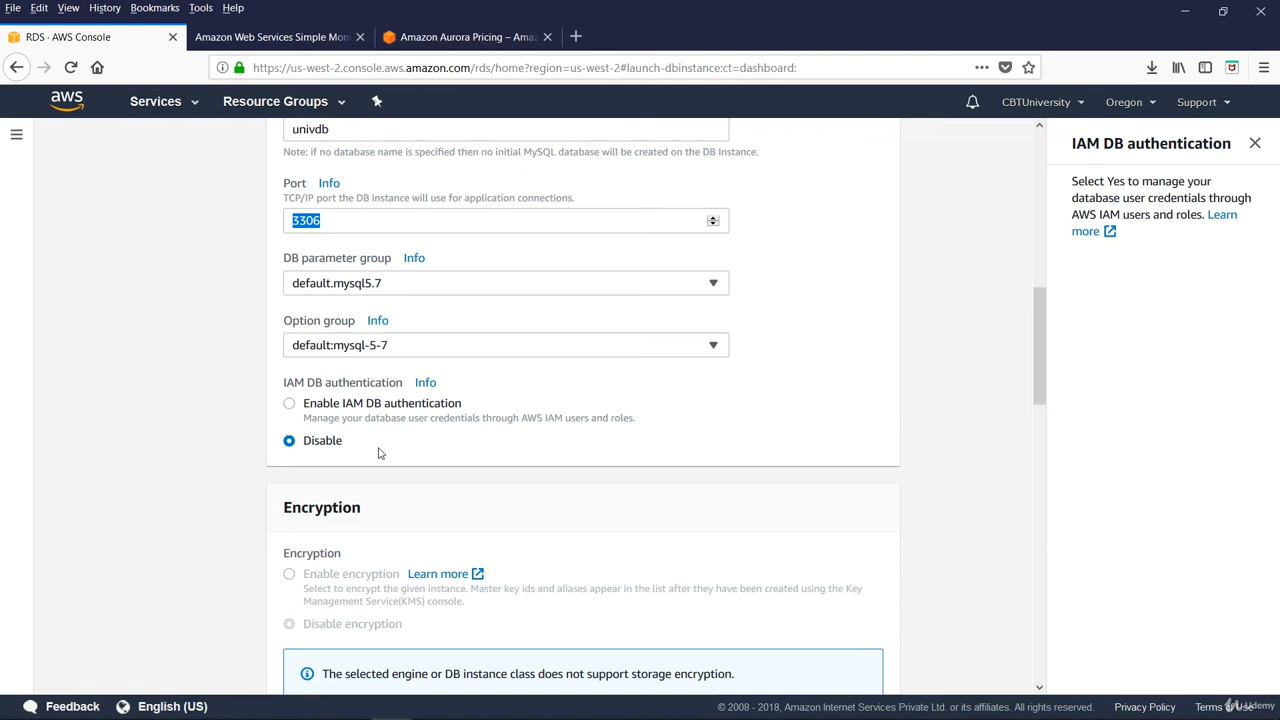 File Edit View History Bookmarks Tools Help
RDS · AWS Console
Amazon Web Services Simple Mon
Amazon Aurora Pricing – Amaz
https://us-west-2.console.aws.amazon.com/rds/home?region=us-west-2#launch-dbinstance:ct=dashboard:
aws
Services
Resource Groups
CBTUniversity
Oregon
Support
univdb
Note: if no database name is specified then no initial MySQL database will be created on the DB Instance.
Port Info
TCP/IP port the DB instance will use for application connections.
3306
DB parameter group Info
default.mysql5.7
Option group Info
default:mysql-5-7
IAM DB authentication Info
Enable IAM DB authentication
Manage your database user credentials through AWS IAM users and roles.
Disable
Encryption
Encryption
Enable encryption Learn more
Select to encrypt the given instance. Master key ids and aliases appear in the list after they have been created using the Key
Management Service(KMS) console.
Disable encryption
The selected engine or DB instance class does not support storage encryption.
IAM DB authentication
Select Yes to manage your
database user credentials through
AWS IAM users and roles. Learn
more
Feedback
English (US)
© 2008 - 2018, Amazon Internet Services Private Ltd. or its affiliates. All rights reserved.
Privacy Policy
Terms of Use
Udemy